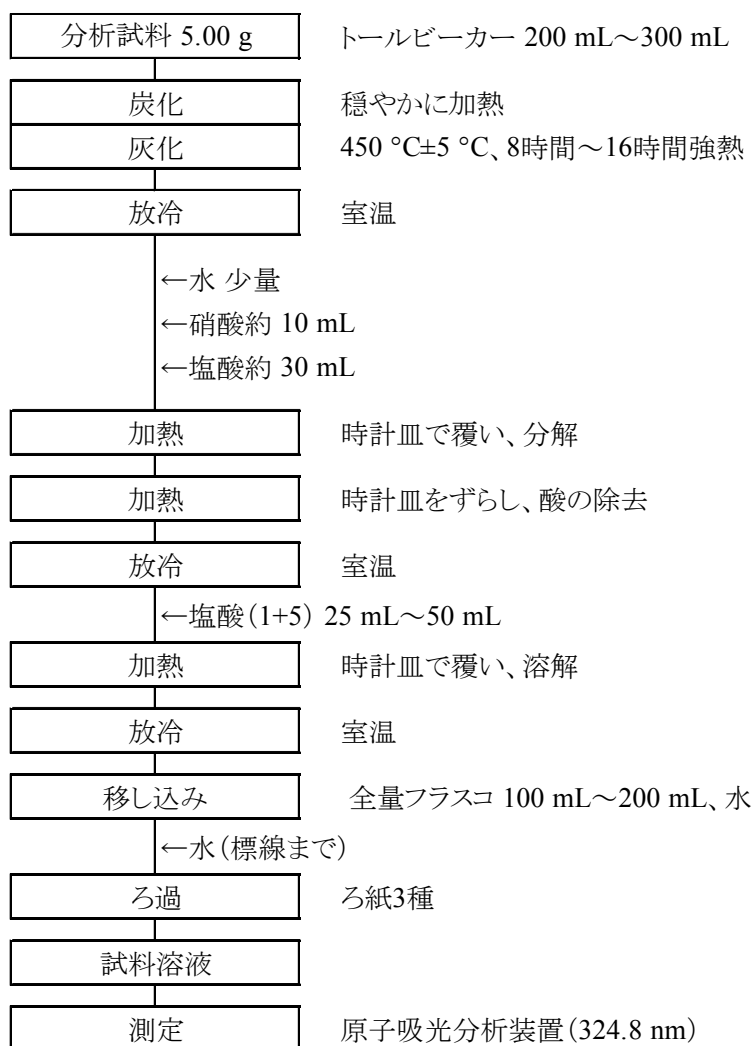 分析試料 5.00 g トールビーカー 200 mL～300 mL
炭化 穏やかに加熱
灰化 450 °C±5 °C、8時間～16時間強熱
放冷 室温
←水 少量
←硝酸約 10 mL
←塩酸約 30 mL
加熱 時計皿で覆い、分解
加熱 時計皿をずらし、酸の除去
放冷 室温
←塩酸（1+5） 25 mL～50 mL
加熱 時計皿で覆い、溶解
放冷 室温
移し込み 全量フラスコ 100 mL～200 mL、水
←水（標線まで）
ろ過 ろ紙3種
試料溶液
測定 原子吸光分析装置（324.8 nm）